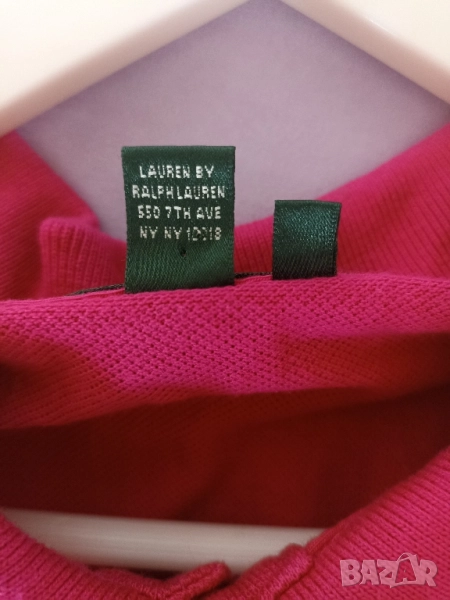 LAUREN BY
RALPH LAUREN
550 7TH AVE
NY NY 10018
BAZAR